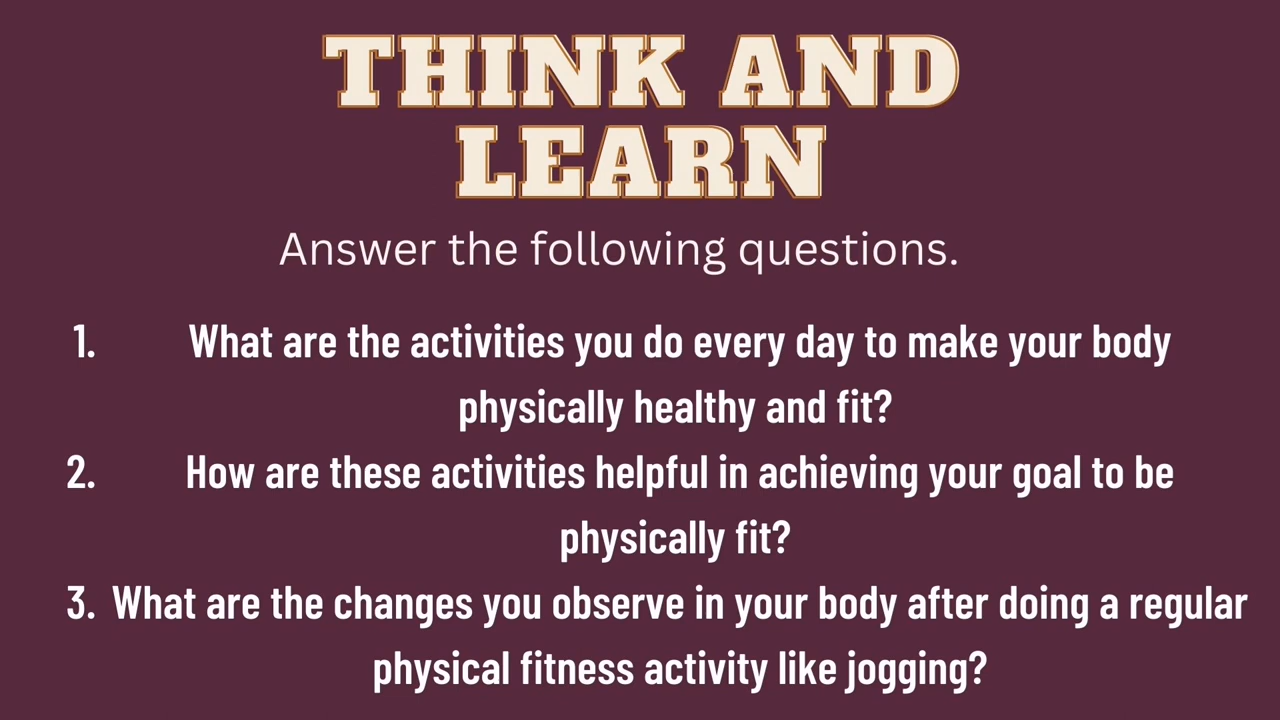 THINK AND
LEARN
Answer the following questions.
1. What are the activities you do every day to make your body
physically healthy and fit?
2. How are these activities helpful in achieving your goal to be
physically fit?
3. What are the changes you observe in your body after doing a regular
physical fitness activity like jogging?